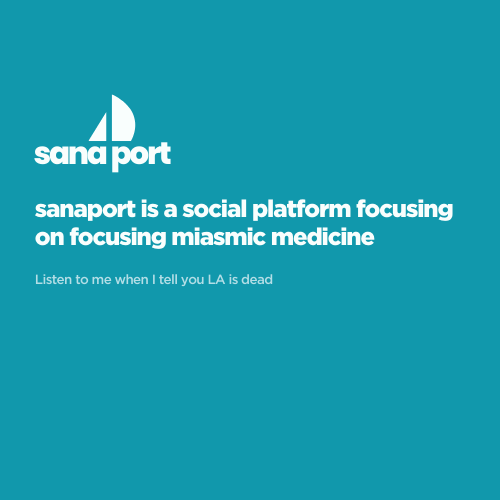 sana port
sanaport is a social platform focusing
on focusing miasmic medicine
Listen to me when I tell you LA is dead